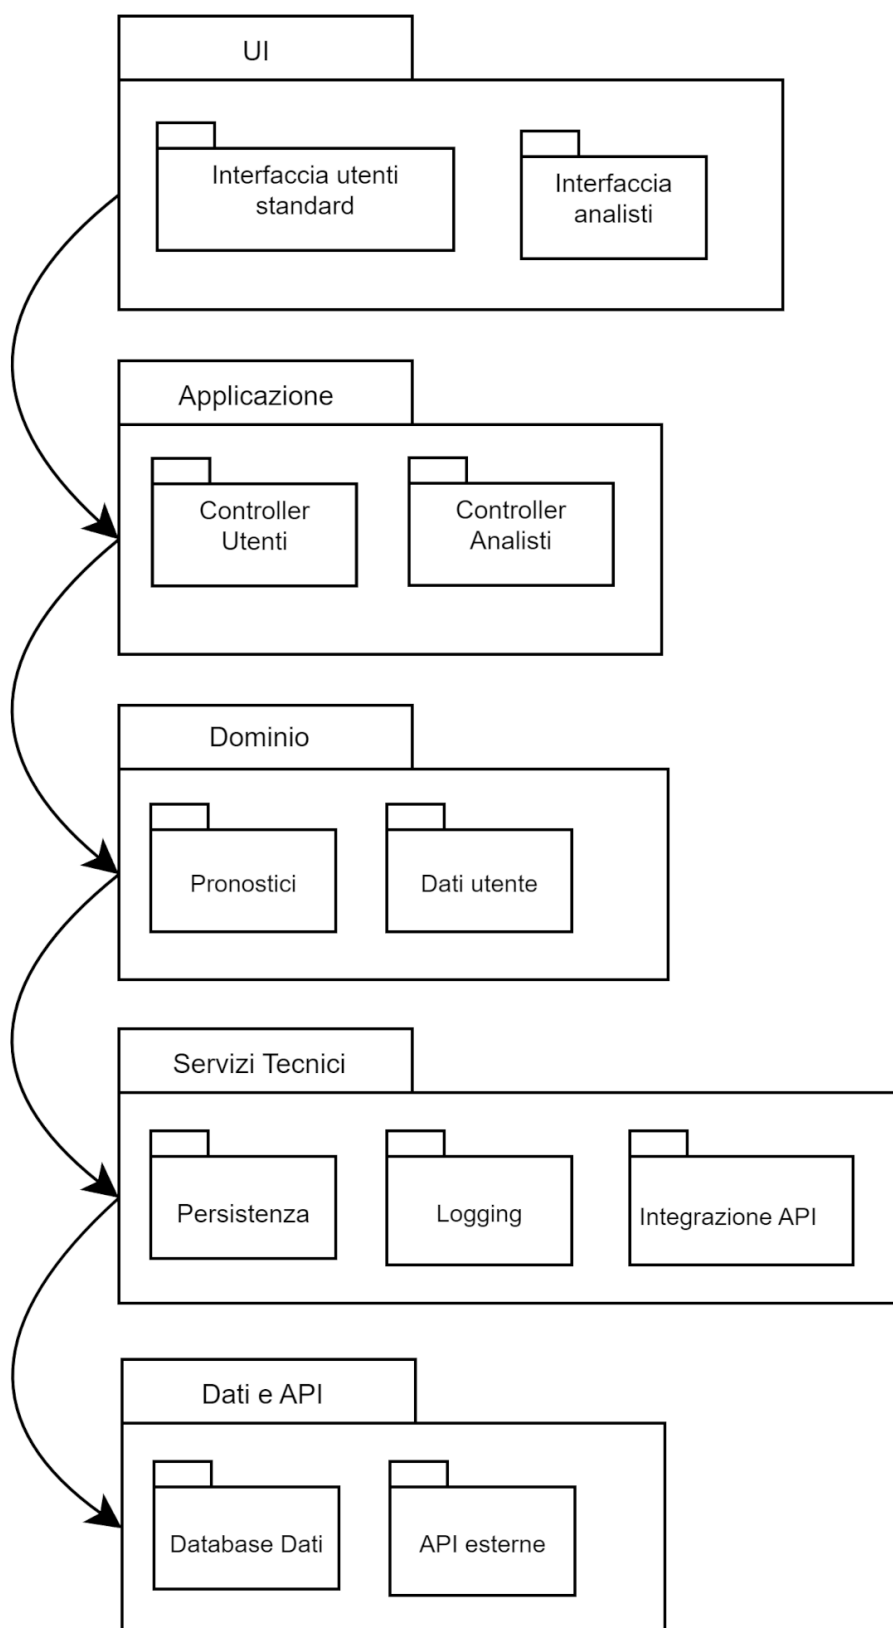 UI
Interfaccia utenti
standard
Interfaccia
analisti
Applicazione
Controller
Utenti
Controller
Analisti
Dominio
Pronostici
Dati utente
Servizi Tecnici
Persistenza
Logging
Integrazione API
Dati e API
Database Dati
API esterne